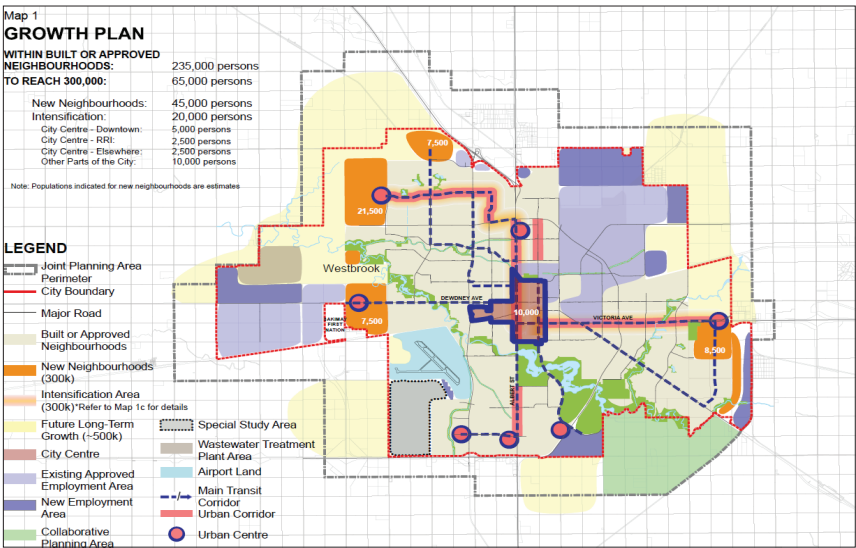 Map 1
GROWTH PLAN
WITHIN BUILT OR APPROVED
NEIGHBOURHOODS: 235,000 persons
TO REACH 300,000: 65,000 persons
New Neighbourhoods: 45,000 persons
Intensification: 20,000 persons
City Centre - Downtown: 5,000 persons
City Centre - RRI: 2,500 persons
City Centre - Elsewhere: 2,500 persons
Other Parts of the City: 10,000 persons
Note: Populations indicated for new neighbourhoods are estimates
7,500
21,500
Westbrook
DEWDNEY AVE
7,500
FIRST
NATION
10,000
VICTORIA AVE
8,500
ALBERT ST
LEGEND
Joint Planning Area
Perimeter
City Boundary
Major Road
Built or Approved
Neighbourhoods
New Neighbourhoods
(300k)
Intensification Area
(300k)*Refer to Map 1c for details
Future Long-Term
Growth (~500k)
City Centre
Existing Approved
Employment Area
New Employment
Area
Collaborative
Planning Area
Special Study Area
Wastewater Treatment
Plant Area
Airport Land
Main Transit
Corridor
Urban Corridor
Urban Centre